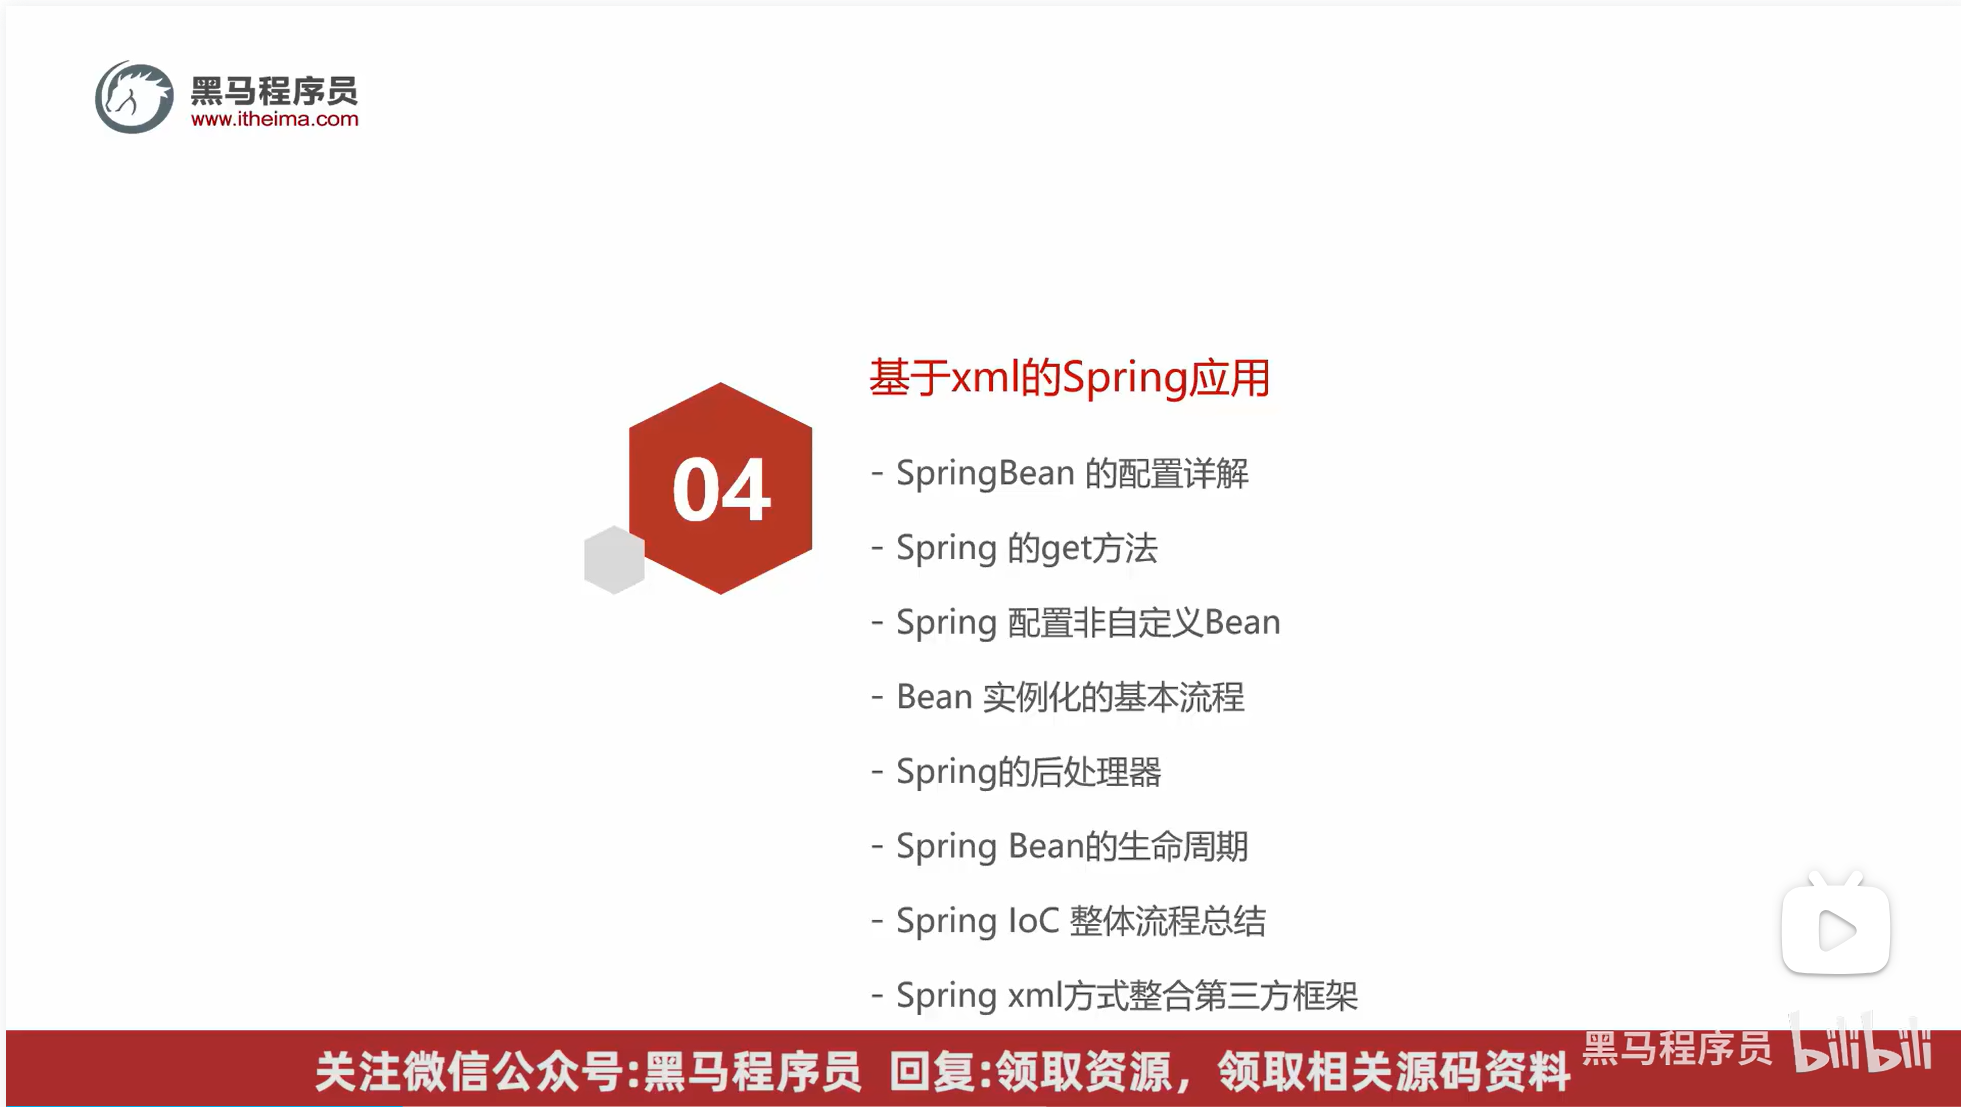 黑马程序员
www.itheima.com
04
基于xml的Spring应用
- SpringBean 的配置详解
- Spring 的get方法
- Spring 配置非自定义Bean
- Bean 实例化的基本流程
- Spring的后处理器
- Spring Bean的生命周期
- Spring IoC 整体流程总结
- Spring xml方式整合第三方框架
关注微信公众号:黑马程序员 回复:领取资源，领取相关源码资料
黑马程序员 bilibili